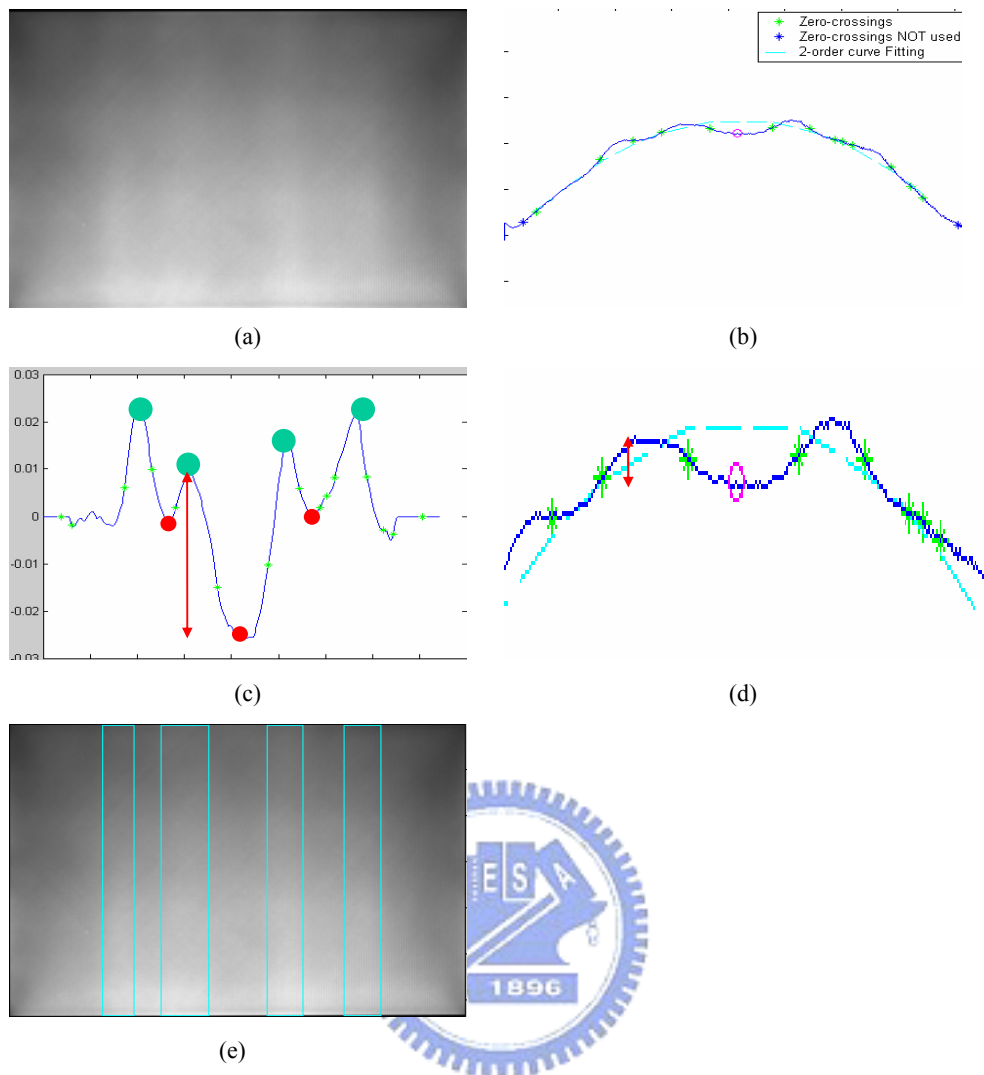 Zero-crossings
Zero-crossings NOT used
2-order curve Fitting
(a)
(b)
0.03
0.02
0.01
0
-0.01
-0.02
-0.03
(c)
(d)
E S A
1896
(e)